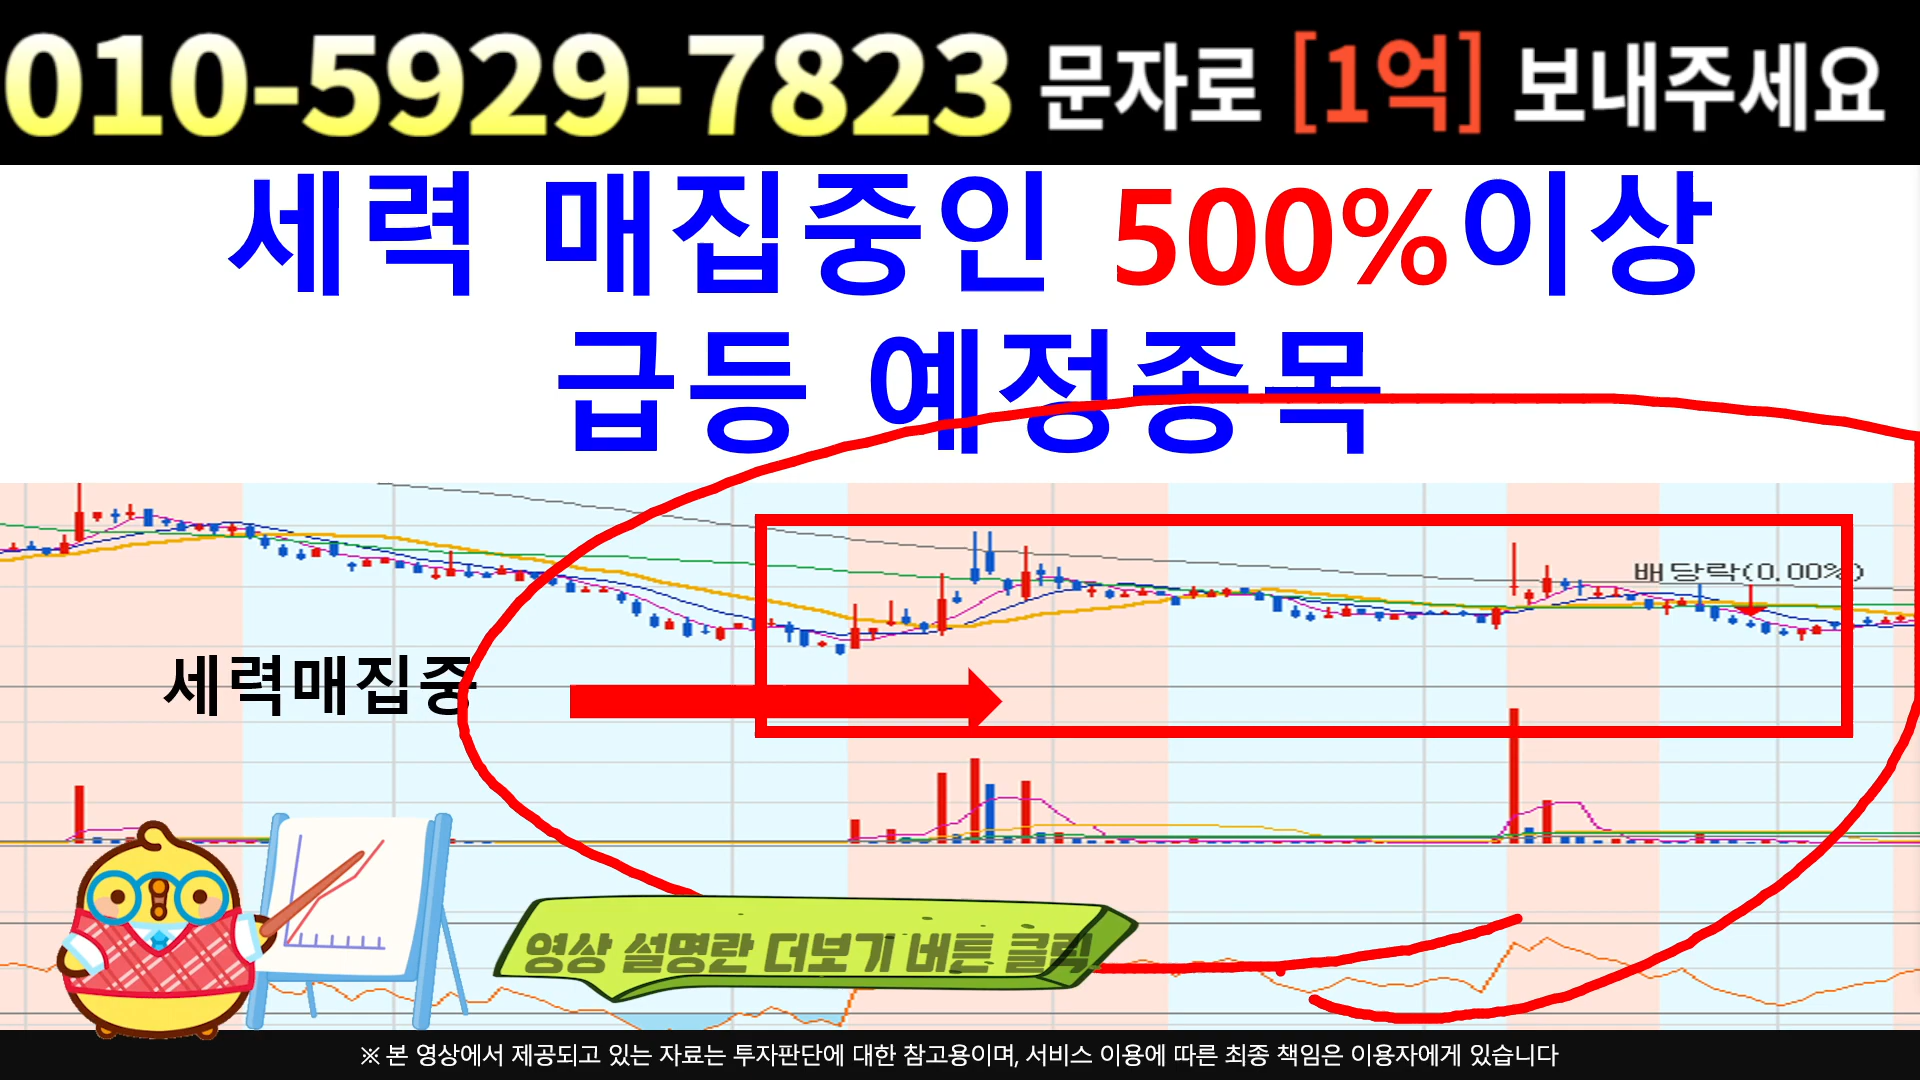 010-5929-7823 문자로 [1억] 보내주세요
세력 매집중인 500%이상
급등 예정종목
배당락(0.00%)
세력매집중
영상 설명란 더보기 버튼 클릭
※ 본 영상에서 제공되고 있는 자료는 투자판단에 대한 참고용이며, 서비스 이용에 따른 최종 책임은 이용자에게 있습니다